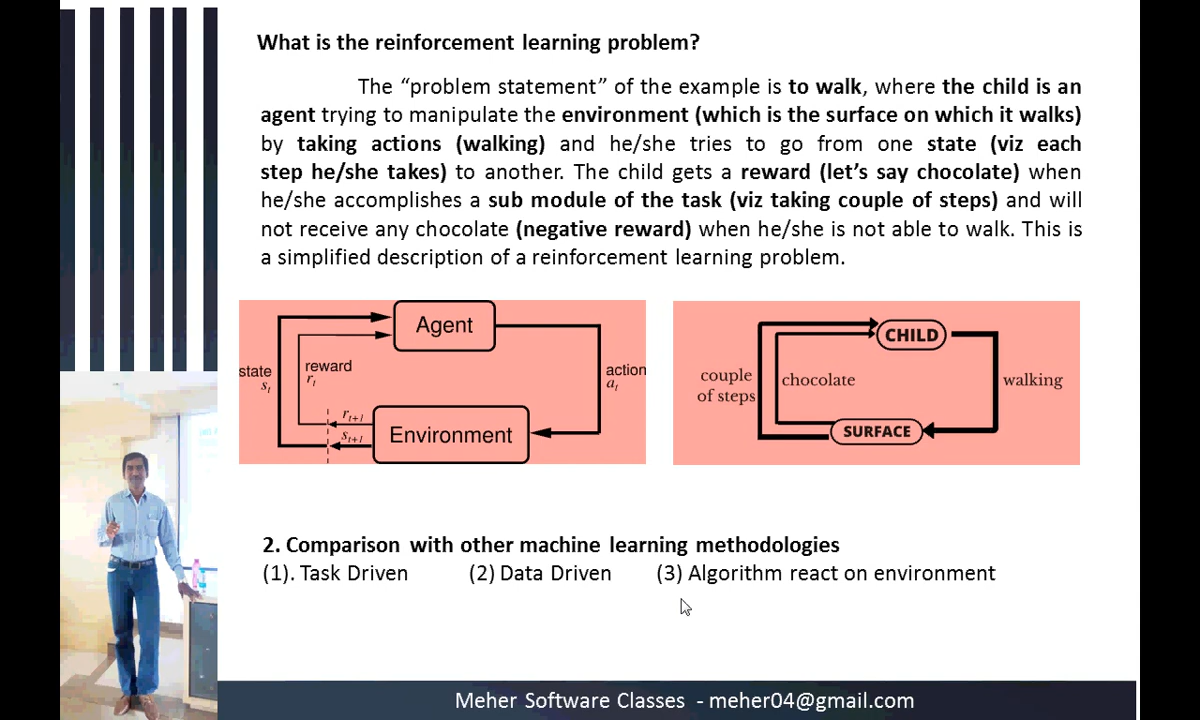 What is the reinforcement learning problem?
The “problem statement” of the example is to walk, where the child is an
agent trying to manipulate the environment (which is the surface on which it walks)
by taking actions (walking) and he/she tries to go from one state (viz each
step he/she takes) to another. The child gets a reward (let’s say chocolate) when
he/she accomplishes a sub module of the task (viz taking couple of steps) and will
not receive any chocolate (negative reward) when he/she is not able to walk. This is
a simplified description of a reinforcement learning problem.
Agent
state
sₜ
reward
rₜ
action
aₜ
rₜ₊₁
sₜ₊₁
Environment
CHILD
couple
of steps
chocolate
walking
SURFACE
2. Comparison with other machine learning methodologies
(1). Task Driven (2) Data Driven (3) Algorithm react on environment
Meher Software Classes - meher04@gmail.com